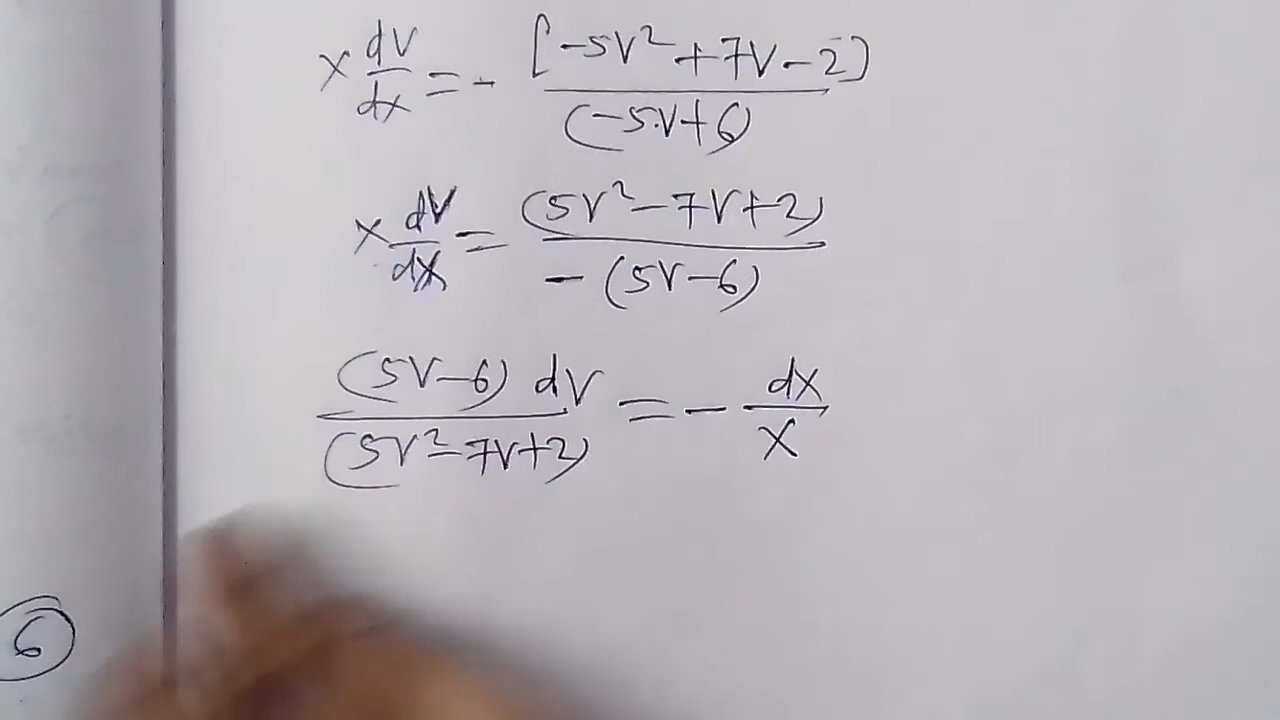 x dv/dx = - [-5v² + 7v - 2] / (-5v + 6)
x dv/dx = (5v² - 7v + 2) / - (5v - 6)
(5v - 6) dv / (5v² - 7v + 2) = - dx / x
6